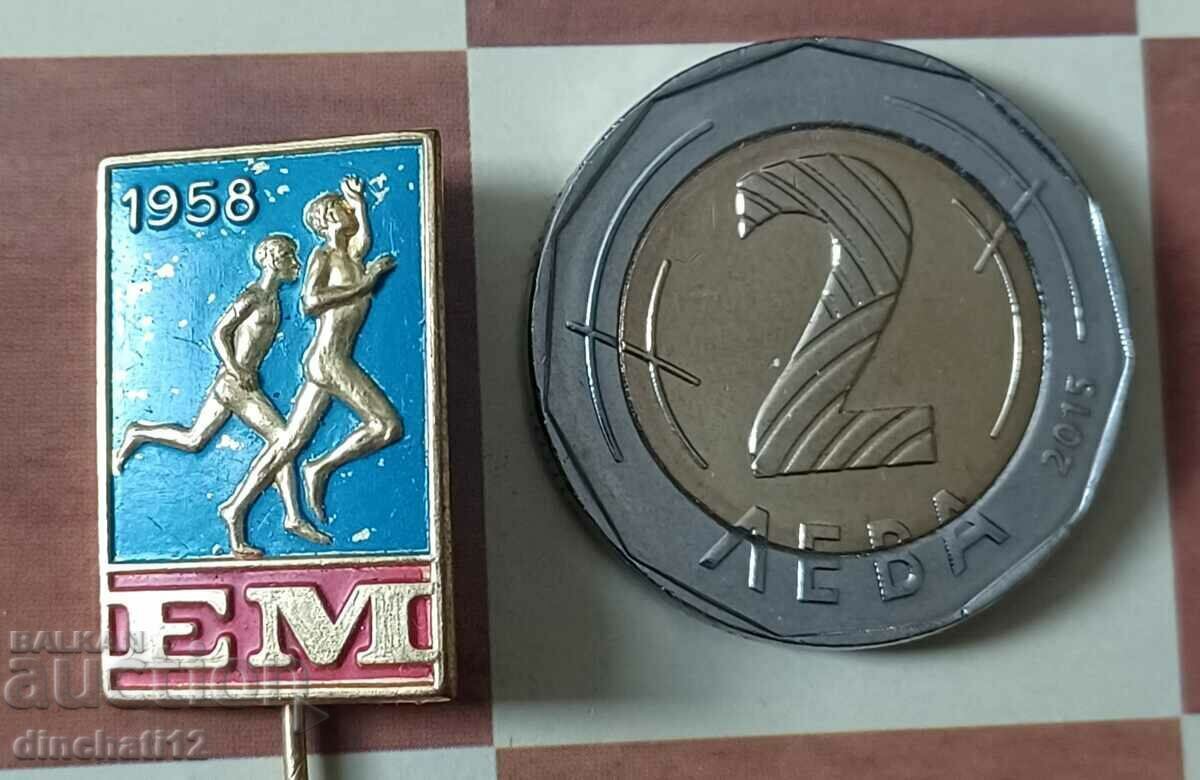 1958
EM
2
ЛЕВА
2015
BALKAN
auction
dinchati12